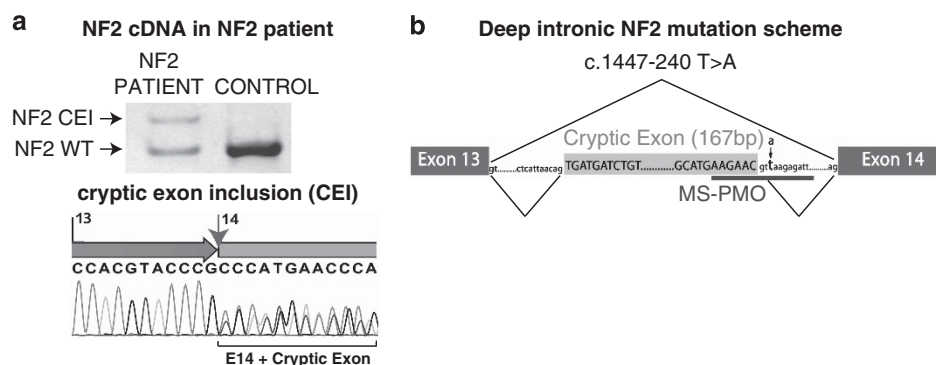 a
NF2 cDNA in NF2 patient
NF2
PATIENT CONTROL
NF2 CEI
NF2 WT
cryptic exon inclusion (CEI)
13
14
CCACGTACCCGCCCATGAACCCA
E14 + Cryptic Exon
b
Deep intronic NF2 mutation scheme
c.1447-240 T>A
Cryptic Exon (167bp)
a
Exon 13 gt........ctcattaacag TGATGATCTGT............GCATGAAGAAC gttaagagatt.......ag Exon 14
MS-PMO